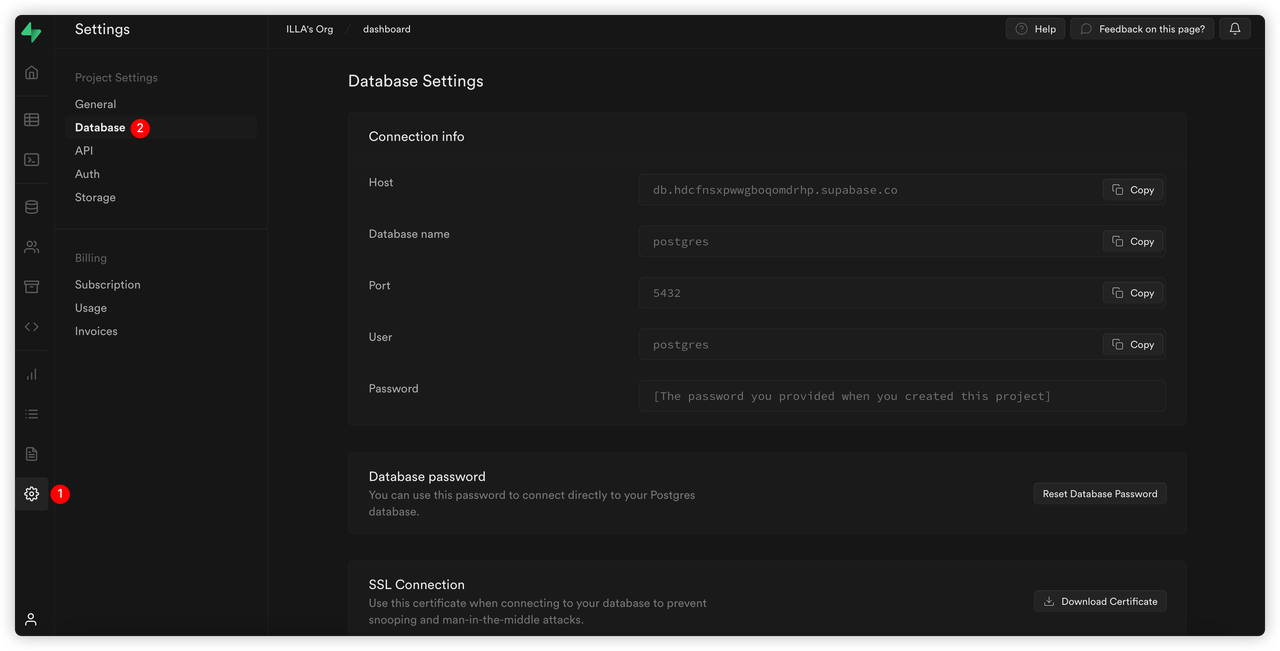 Settings
ILLA's Org / dashboard
Help
Feedback on this page?
Project Settings
General
Database 2
API
Auth
Storage
Billing
Subscription
Usage
Invoices
1
Database Settings
Connection info
Host
db.hdcfnsxpwwgboqomdrhp.supabase.co
Copy
Database name
postgres
Copy
Port
5432
Copy
User
postgres
Copy
Password
[The password you provided when you created this project]
Database password
You can use this password to connect directly to your Postgres
database.
Reset Database Password
SSL Connection
Use this certificate when connecting to your database to prevent
snooping and man-in-the-middle attacks.
Download Certificate